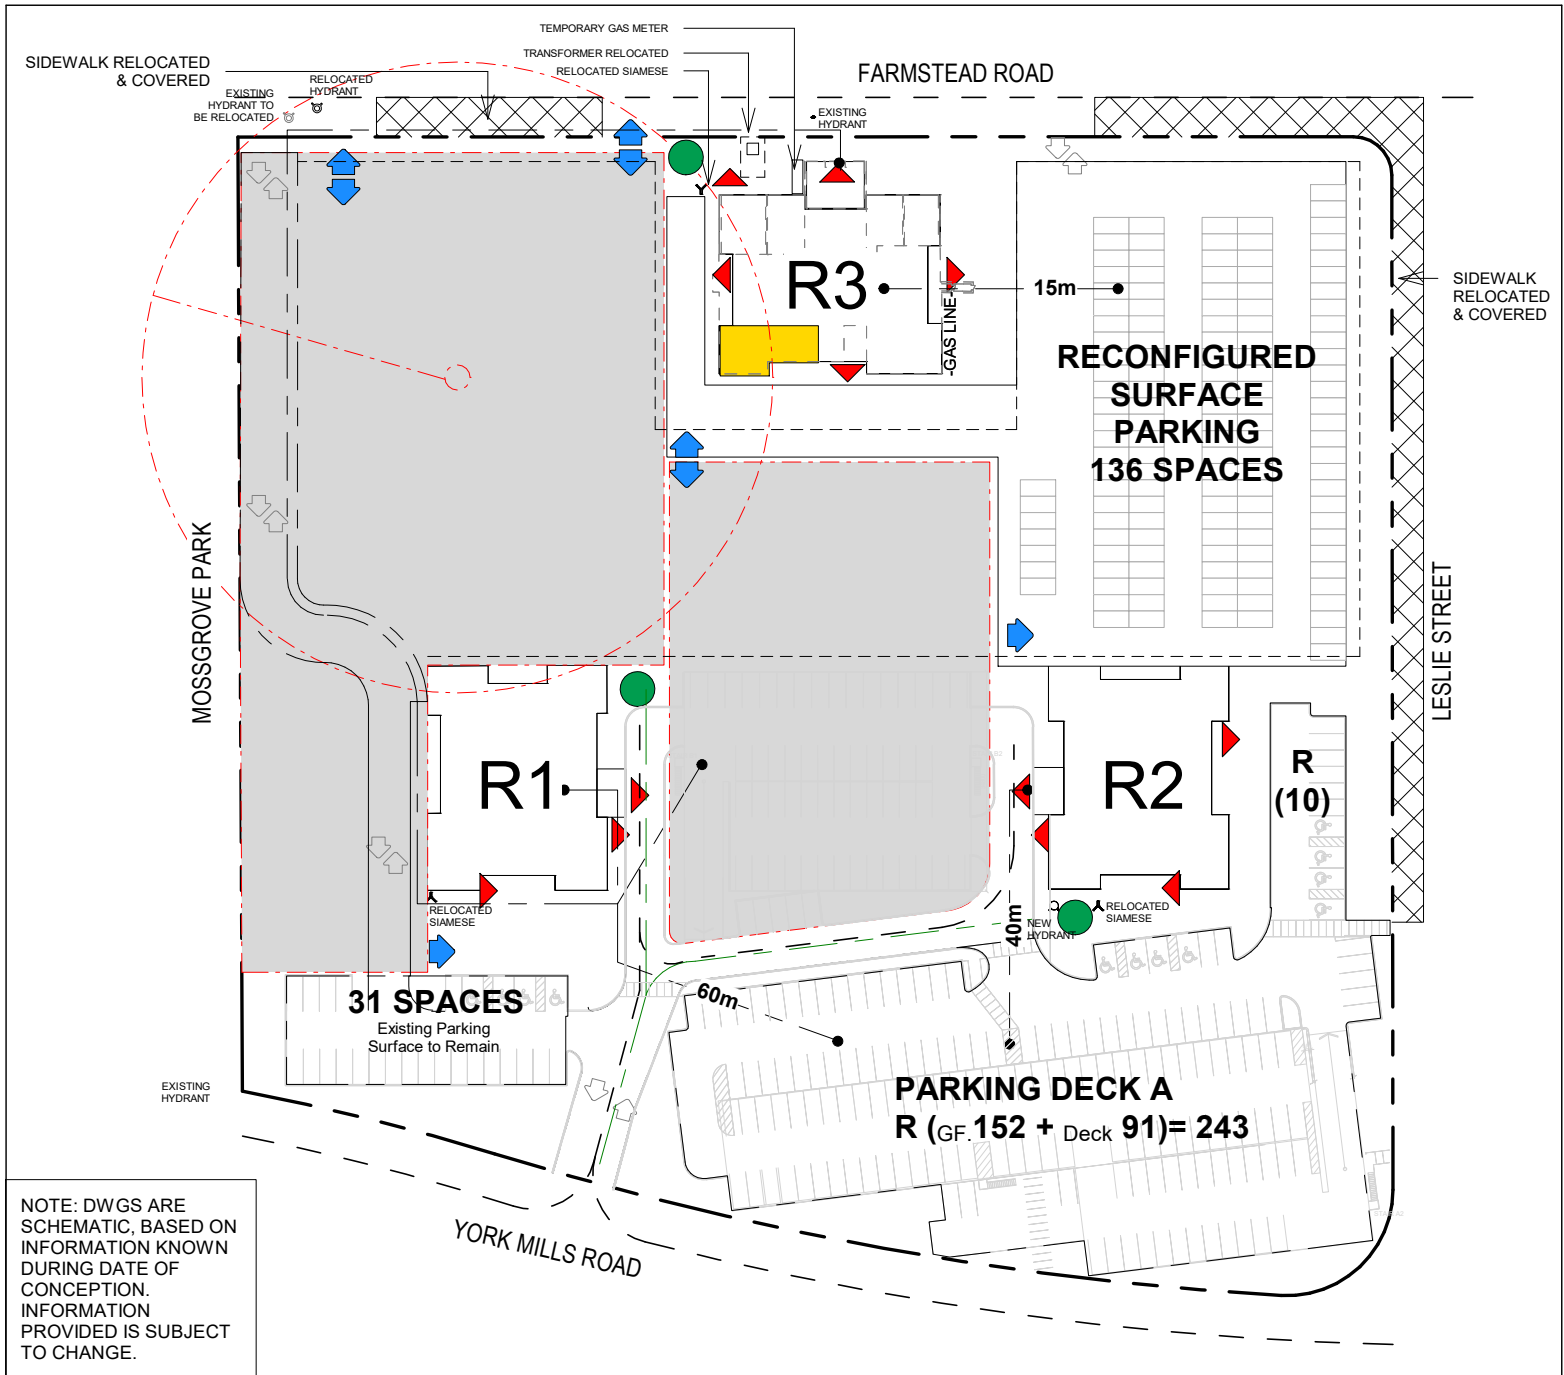 TEMPORARY GAS METER
TRANSFORMER RELOCATED
RELOCATED SIAMESE
SIDEWALK RELOCATED
& COVERED
RELOCATED
HYDRANT
EXISTING
HYDRANT TO
BE RELOCATED
FARMSTEAD ROAD
EXISTING
HYDRANT
R3
15m
-GAS LINE-
SIDEWALK
RELOCATED
& COVERED
RECONFIGURED
SURFACE
PARKING
136 SPACES
MOSSGROVE PARK
LESLIE STREET
R1
R2
R
(10)
RELOCATED
SIAMESE
NEW
HYDRANT
RELOCATED
SIAMESE
40m
60m
31 SPACES
Existing Parking
Surface to Remain
EXISTING
HYDRANT
PARKING DECK A
R (GF.152 + Deck 91)= 243
YORK MILLS ROAD
NOTE: DWGS ARE
SCHEMATIC, BASED ON
INFORMATION KNOWN
DURING DATE OF
CONCEPTION.
INFORMATION
PROVIDED IS SUBJECT
TO CHANGE.